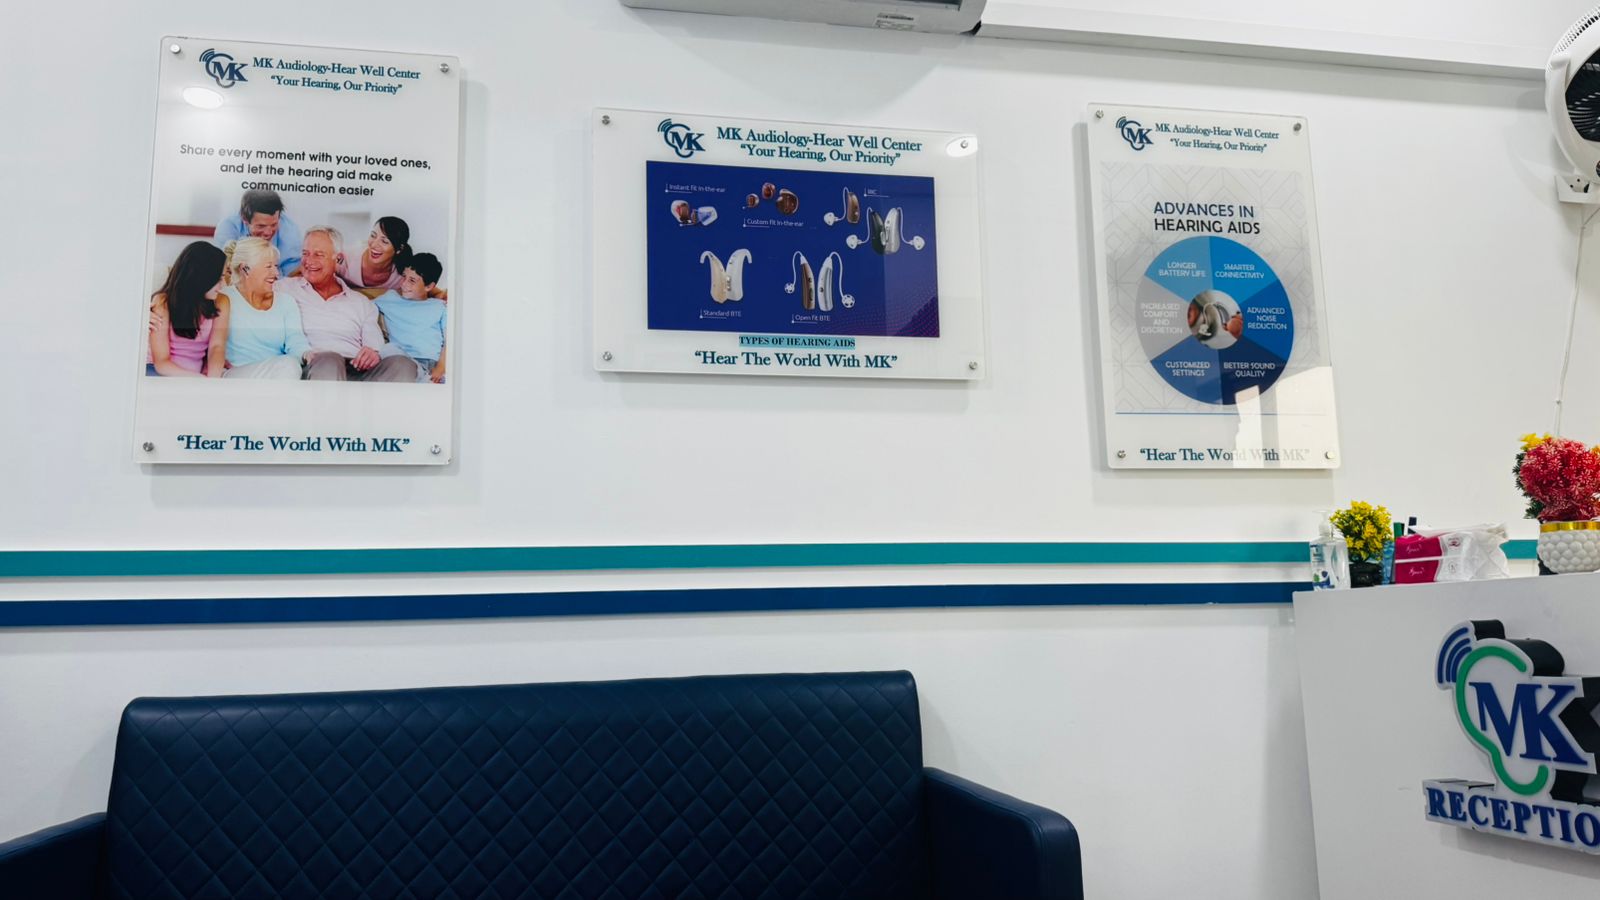 MK
MK Audiology-Hear Well Center
"Your Hearing, Our Priority"
Share every moment with your loved ones,
and let the hearing aid make
communication easier
"Hear The World With MK"
MK
MK Audiology-Hear Well Center
"Your Hearing, Our Priority"
Instant fit In-the-ear
Custom fit In-the-ear
RIC
Standard BTE
Open fit BTE
TYPES OF HEARING AIDS
"Hear The World With MK"
MK
MK Audiology-Hear Well Center
"Your Hearing, Our Priority"
ADVANCES IN
HEARING AIDS
LONGER
BATTERY LIFE
SMARTER
CONNECTIVITY
INCREASED
COMFORT
AND
DISCRETION
ADVANCED
NOISE
REDUCTION
CUSTOMIZED
SETTINGS
BETTER SOUND
QUALITY
"Hear The World With MK"
MK
RECEPTIO